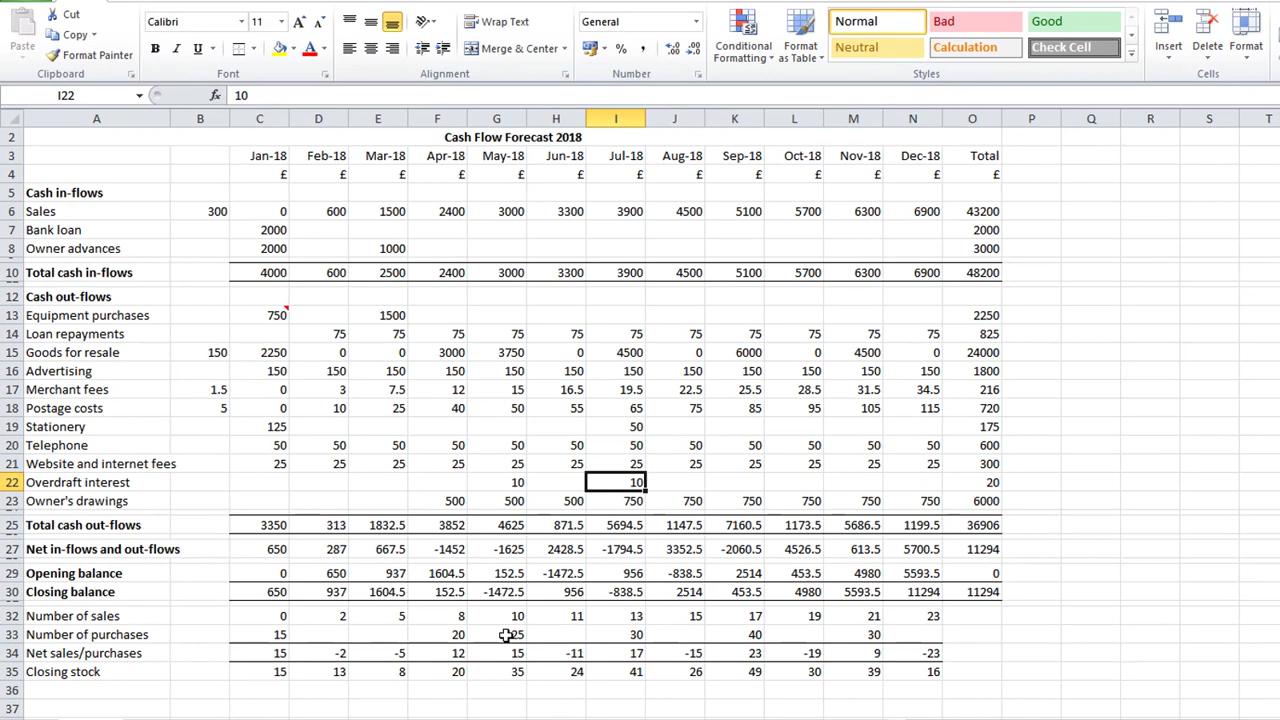 Cut
Calibri 11 Wrap Text General Normal Bad Good
Paste Copy
Format Painter
B I U Merge & Center % , Conditional Formatting Format as Table Neutral Calculation Check Cell Insert Delete Format
Clipboard Font Alignment Number Styles Cells
I22 fx 10
A B C D E F G H I J K L M N O P Q R S T
2 Cash Flow Forecast 2018
3 Jan-18 Feb-18 Mar-18 Apr-18 May-18 Jun-18 Jul-18 Aug-18 Sep-18 Oct-18 Nov-18 Dec-18 Total
4 £ £ £ £ £ £ £ £ £ £ £ £ £
5 Cash in-flows
6 Sales 300 0 600 1500 2400 3000 3300 3900 4500 5100 5700 6300 6900 43200
7 Bank loan 2000 2000
8 Owner advances 2000 1000 3000
10 Total cash in-flows 4000 600 2500 2400 3000 3300 3900 4500 5100 5700 6300 6900 48200
12 Cash out-flows
13 Equipment purchases 750 1500 2250
14 Loan repayments 75 75 75 75 75 75 75 75 75 75 75 825
15 Goods for resale 150 2250 0 0 3000 3750 0 4500 0 6000 0 4500 0 24000
16 Advertising 150 150 150 150 150 150 150 150 150 150 150 150 1800
17 Merchant fees 1.5 0 3 7.5 12 15 16.5 19.5 22.5 25.5 28.5 31.5 34.5 216
18 Postage costs 5 0 10 25 40 50 55 65 75 85 95 105 115 720
19 Stationery 125 50 175
20 Telephone 50 50 50 50 50 50 50 50 50 50 50 50 600
21 Website and internet fees 25 25 25 25 25 25 25 25 25 25 25 25 300
22 Overdraft interest 10 10 20
23 Owner's drawings 500 500 500 750 750 750 750 750 750 6000
25 Total cash out-flows 3350 313 1832.5 3852 4625 871.5 5694.5 1147.5 7160.5 1173.5 5686.5 1199.5 36906
27 Net in-flows and out-flows 650 287 667.5 -1452 -1625 2428.5 -1794.5 3352.5 -2060.5 4526.5 613.5 5700.5 11294
29 Opening balance 0 650 937 1604.5 152.5 -1472.5 956 -838.5 2514 453.5 4980 5593.5 0
30 Closing balance 650 937 1604.5 152.5 -1472.5 956 -838.5 2514 453.5 4980 5593.5 11294 11294
32 Number of sales 0 2 5 8 10 11 13 15 17 19 21 23
33 Number of purchases 15 20 25 30 40 30
34 Net sales/purchases 15 -2 -5 12 15 -11 17 -15 23 -19 9 -23
35 Closing stock 15 13 8 20 35 24 41 26 49 30 39 16
36
37